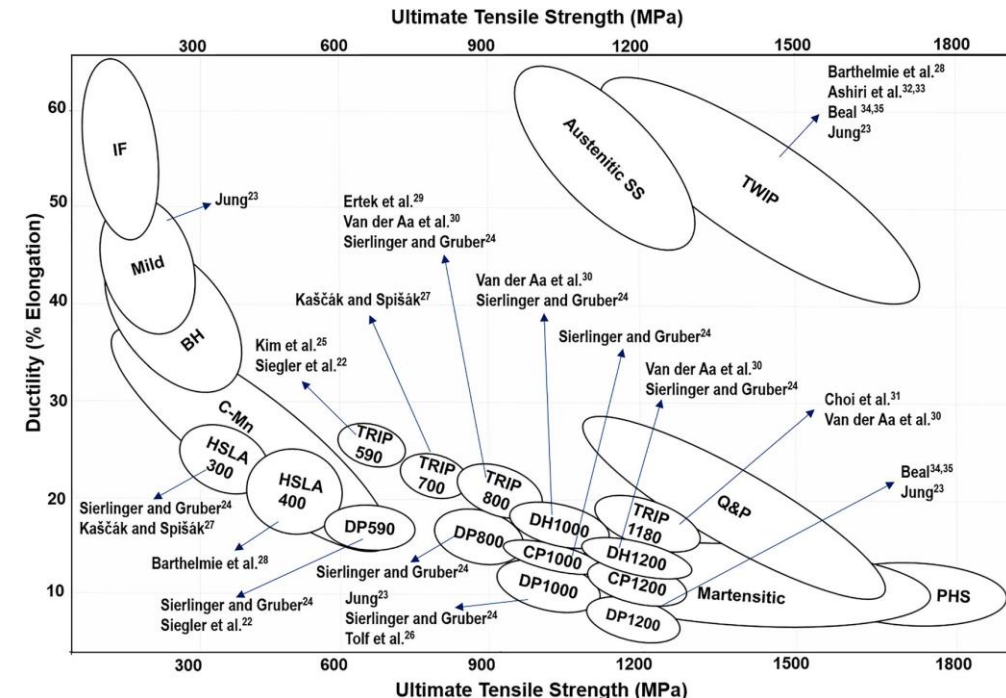 Ultimate Tensile Strength (MPa)
300 600 900 1200 1500 1800
Ductility (% Elongation)
60
50
40
30
20
10
IF
Mild
BH
C-Mn
HSLA
300
HSLA
400
DP590
TRIP
590
TRIP
700
TRIP
800
DP800
DH1000
CP1000
DP1000
TRIP
1180
DH1200
CP1200
DP1200
Q&P
Martensitic
PHS
Austenitic SS
TWIP
Jung²³
Barthelmie et al.²⁸
Ashiri et al.³²,³³
Beal ³⁴,³⁵
Jung²³
Ertek et al.²⁹
Van der Aa et al.³⁰
Sierlinger and Gruber²⁴
Kaščák and Spišák²⁷
Kim et al.²⁵
Siegler et al.²²
Van der Aa et al.³⁰
Sierlinger and Gruber²⁴
Sierlinger and Gruber²⁴
Van der Aa et al.³⁰
Sierlinger and Gruber²⁴
Choi et al.³¹
Van der Aa et al.³⁰
Beal³⁴,³⁵
Jung²³
Sierlinger and Gruber²⁴
Kaščák and Spišák²⁷
Barthelmie et al.²⁸
Sierlinger and Gruber²⁴
Siegler et al.²²
Sierlinger and Gruber²⁴
Jung²³
Sierlinger and Gruber²⁴
Tolf et al.²⁶
300 600 900 1200 1500 1800
Ultimate Tensile Strength (MPa)